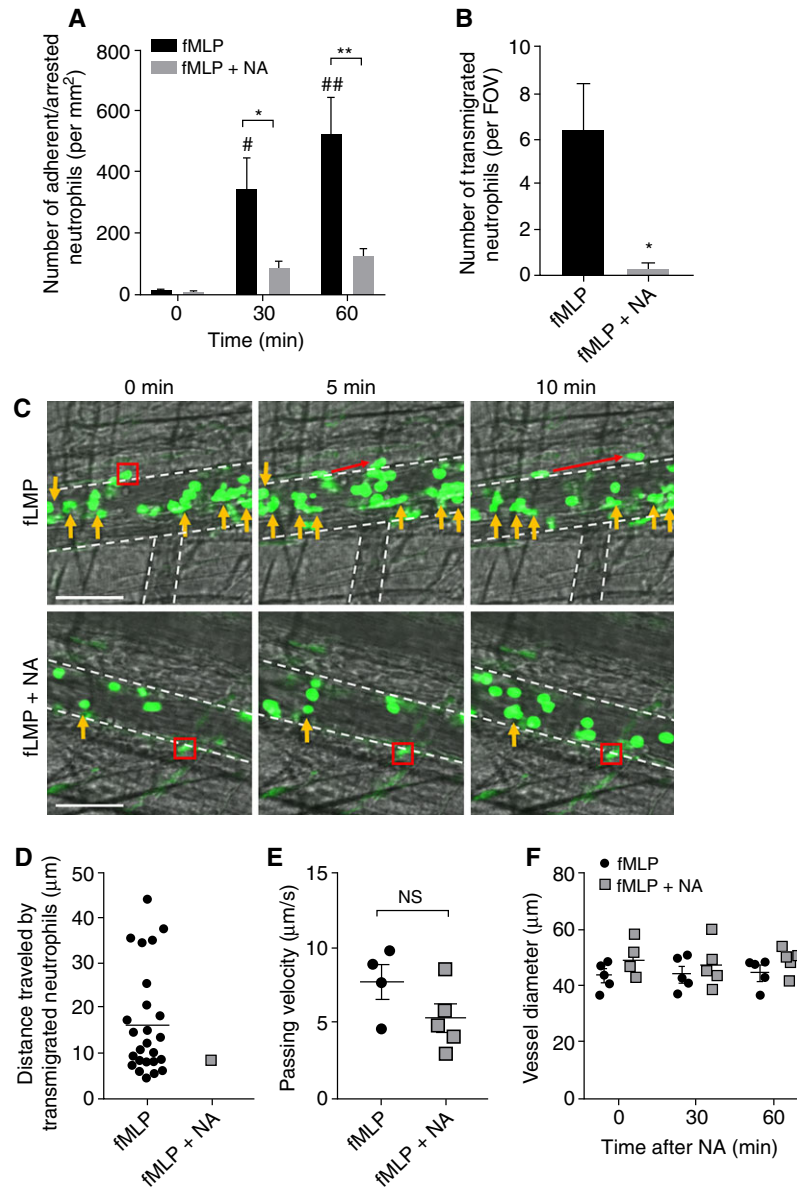 A
fMLP
fMLP + NA
Number of adherent/arrested
neutrophils (per mm²)
800
600
400
200
0
#
*
##
**
0 30 60
Time (min)
B
Number of transmigrated
neutrophils (per FOV)
10
8
6
4
2
0
*
fMLP
fMLP + NA
C
0 min 5 min 10 min
fLMP
fLMP + NA
D
Distance traveled by
transmigrated neutrophils (μm)
50
40
30
20
10
0
fMLP
fMLP + NA
E
Passing velocity (μm/s)
15
10
5
0
NS
fMLP
fMLP + NA
F
fMLP
fMLP + NA
Vessel diameter (μm)
80
60
40
20
0
0 30 60
Time after NA (min)